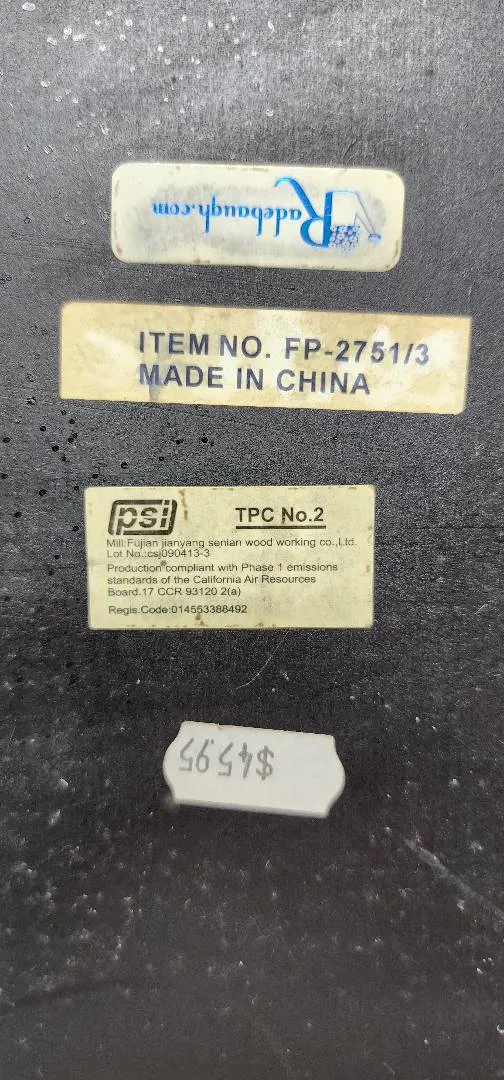 Radebaugh.com
ITEM NO. FP-2751/3
MADE IN CHINA
psi TPC No.2
Mill:Fujian jianyang senlan wood working co.,Ltd.
Lot No.:csj090413-3
Production compliant with Phase 1 emissions
standards of the California Air Resources
Board.17 CCR 93120 2(a)
Regis.Code:014553388492
$45.95